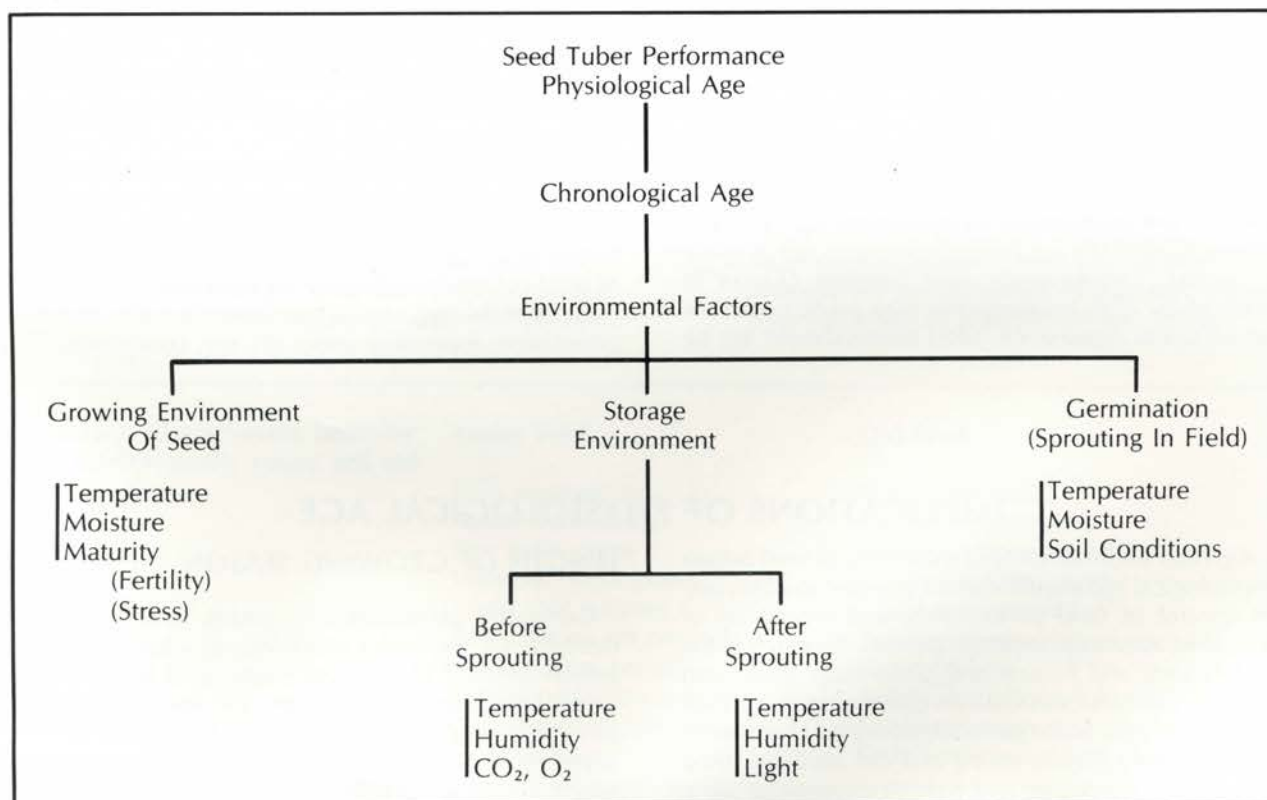 Seed Tuber Performance
Physiological Age
Chronological Age
Environmental Factors
Growing Environment
Of Seed
Temperature
Moisture
Maturity
(Fertility)
(Stress)
Storage
Environment
Before
Sprouting
Temperature
Humidity
CO₂, O₂
After
Sprouting
Temperature
Humidity
Light
Germination
(Sprouting In Field)
Temperature
Moisture
Soil Conditions